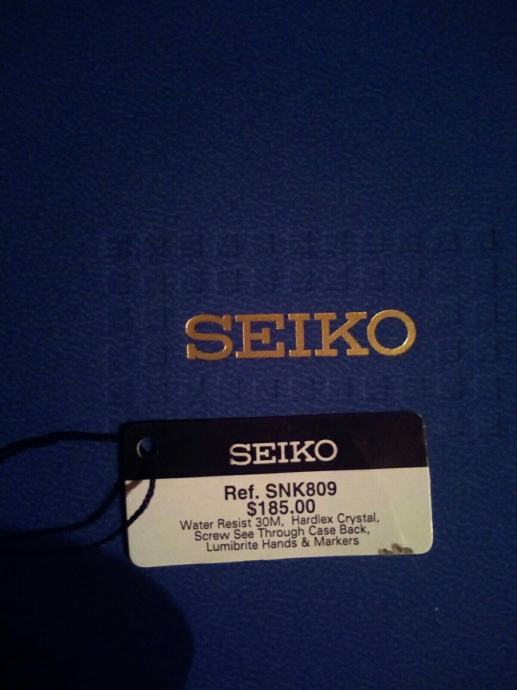 SEIKO
SEIKO
Ref. SNK809
$185.00
Water Resist 30M, Hardlex Crystal,
Screw See Through Case Back,
Lumibrite Hands & Markers